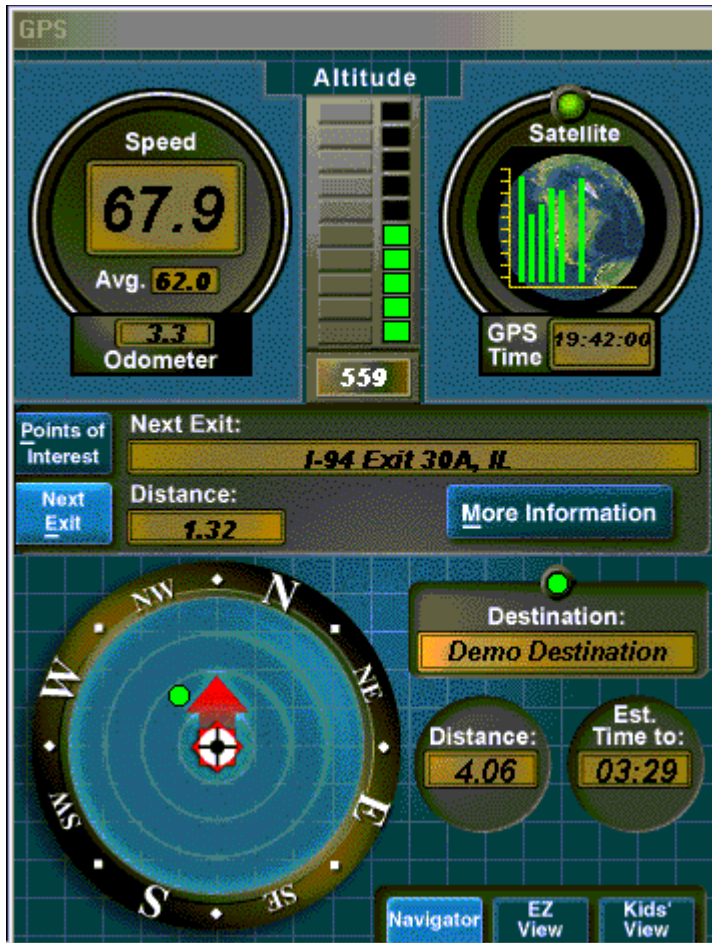 GPS
Altitude
Speed
67.9
Avg. 62.0
3.3
Odometer
559
Satellite
GPS
Time
19:42:00
Points of
Interest
Next Exit:
I-94 Exit 30A, IL
Next
Exit
Distance:
1.32
More Information
N
NE
E
SE
S
SW
W
NW
Destination:
Demo Destination
Distance:
4.06
Est.
Time to:
03:29
Navigator
EZ
View
Kids'
View